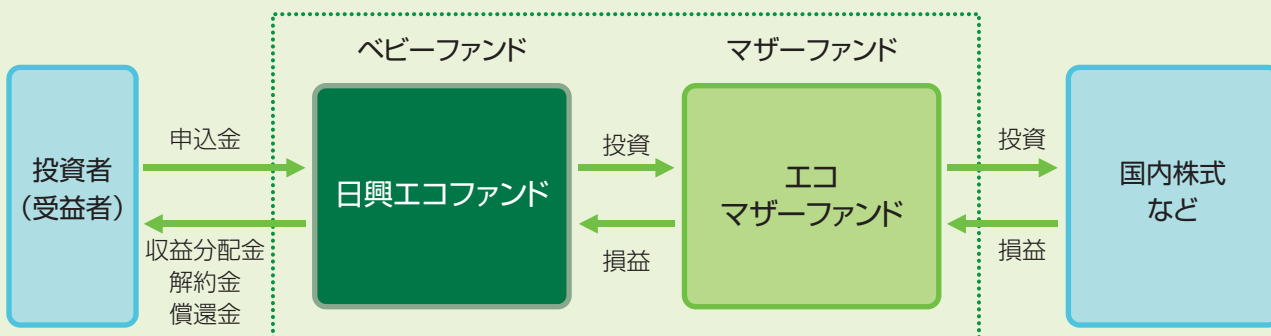 ベビーファンド
マザーファンド
投資者
（受益者）
申込金
収益分配金
解約金
償還金
日興エコファンド
投資
損益
エコ
マザーファンド
投資
損益
国内株式
など